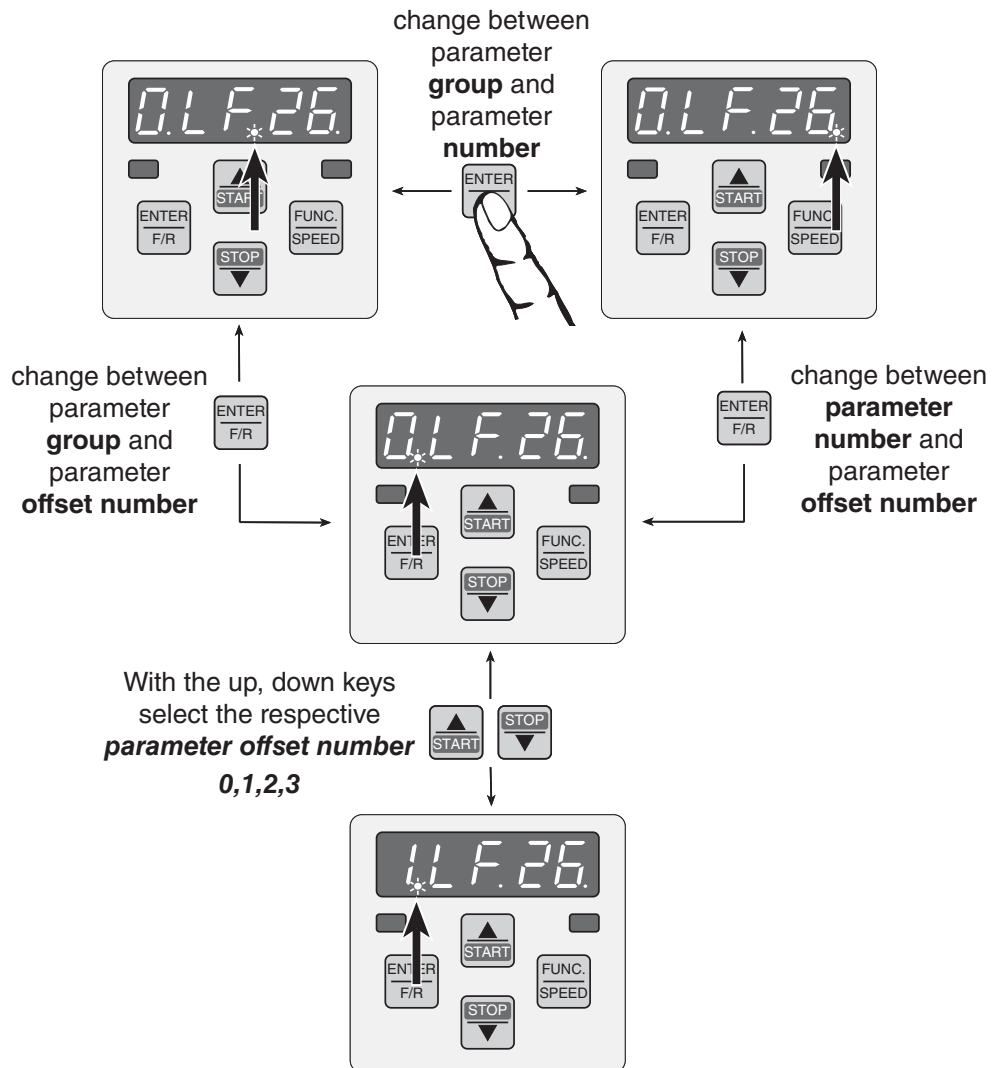 change between
parameter
group and
parameter
number
0.LF.26.
ENTER
F/R
START
STOP
FUNC.
SPEED
ENTER
0.LF.26.
ENTER
F/R
START
STOP
FUNC.
SPEED
change between
parameter
group and
parameter
offset number
ENTER
F/R
0.LF.26.
START
ENTER
F/R
STOP
FUNC.
SPEED
ENTER
F/R
change between
parameter
number and
parameter
offset number
With the up, down keys
select the respective
parameter offset number
0,1,2,3
START
STOP
1.LF.26.
START
ENTER
F/R
STOP
FUNC.
SPEED